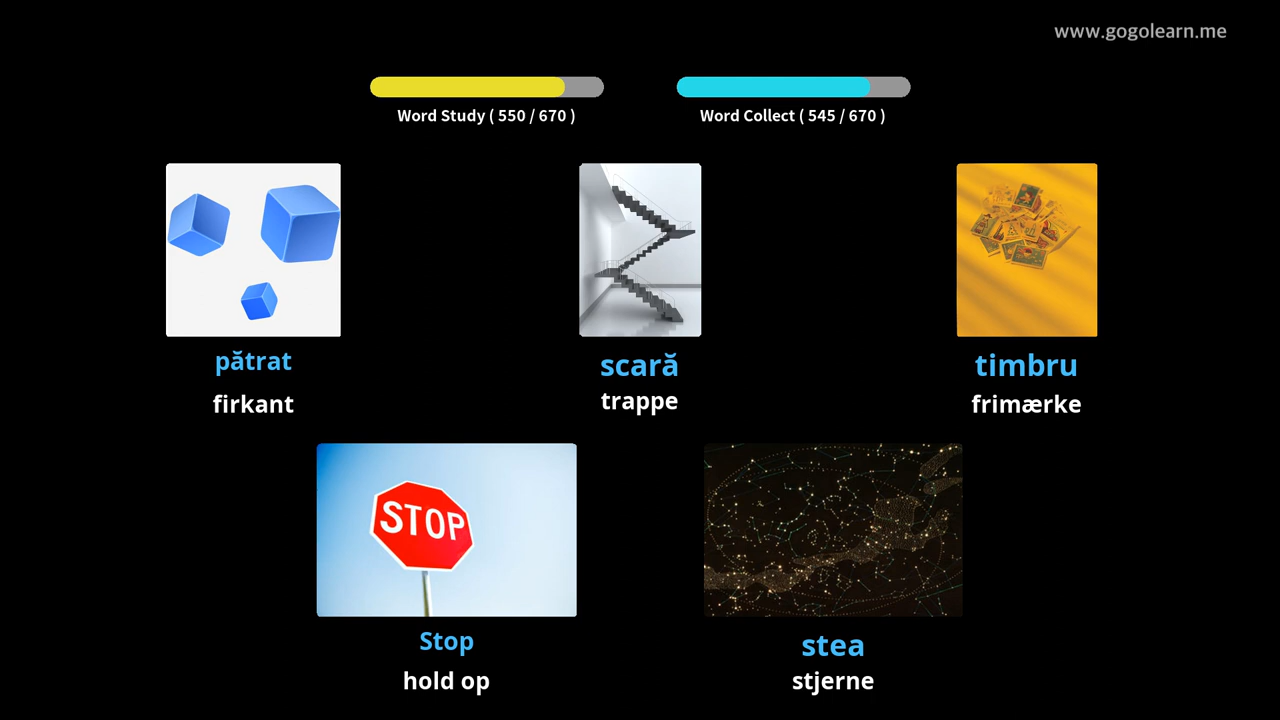 www.gogolearn.me
Word Study ( 550 / 670 )
Word Collect ( 545 / 670 )
pătrat
firkant
scară
trappe
timbru
frimærke
STOP
Stop
hold op
stea
stjerne